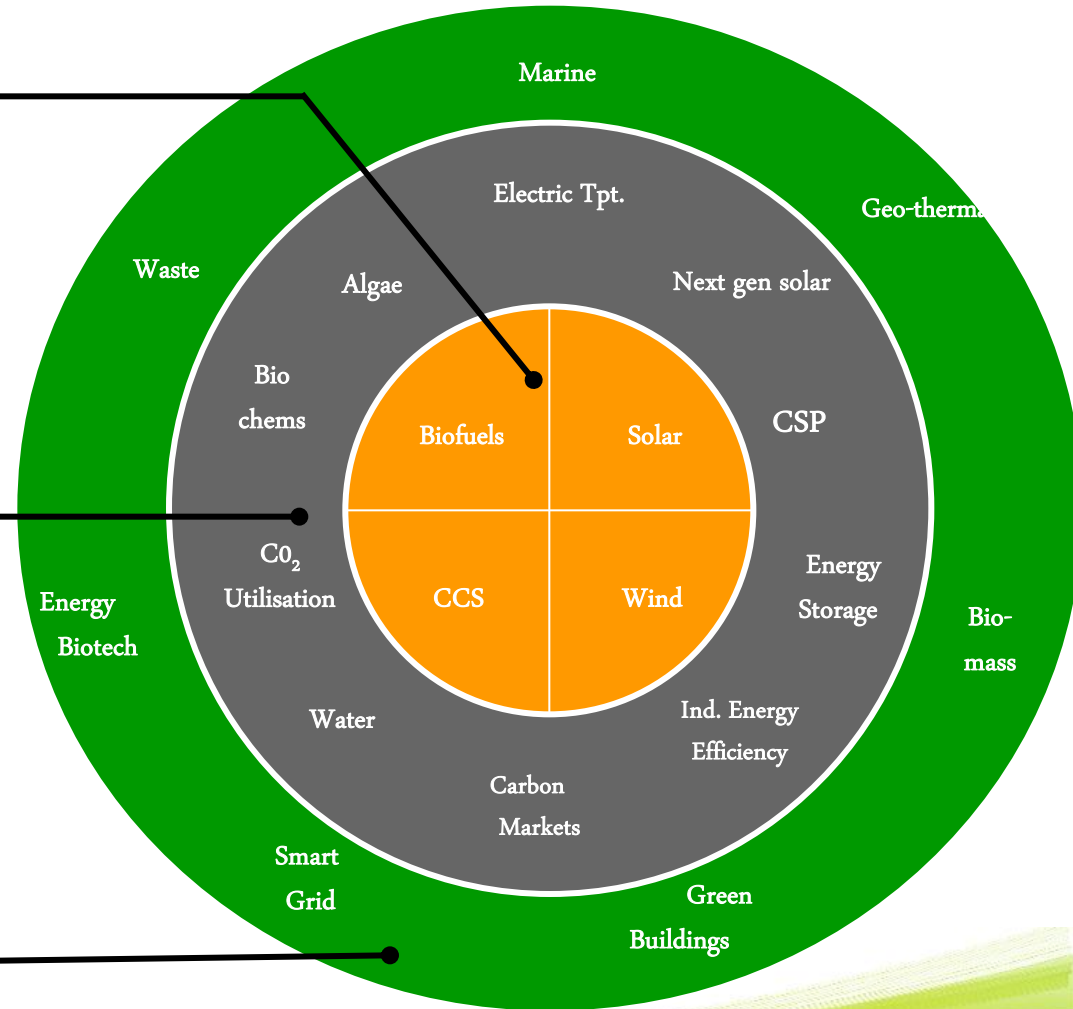 Marine
Geo-therma
Waste
Electric Tpt.
Algae
Next gen solar
Bio
chems
CSP
Biofuels
Solar
C0₂
Utilisation
CCS
Wind
Energy
Storage
Energy
Biotech
Bio-
mass
Water
Ind. Energy
Efficiency
Carbon
Markets
Smart
Grid
Green
Buildings